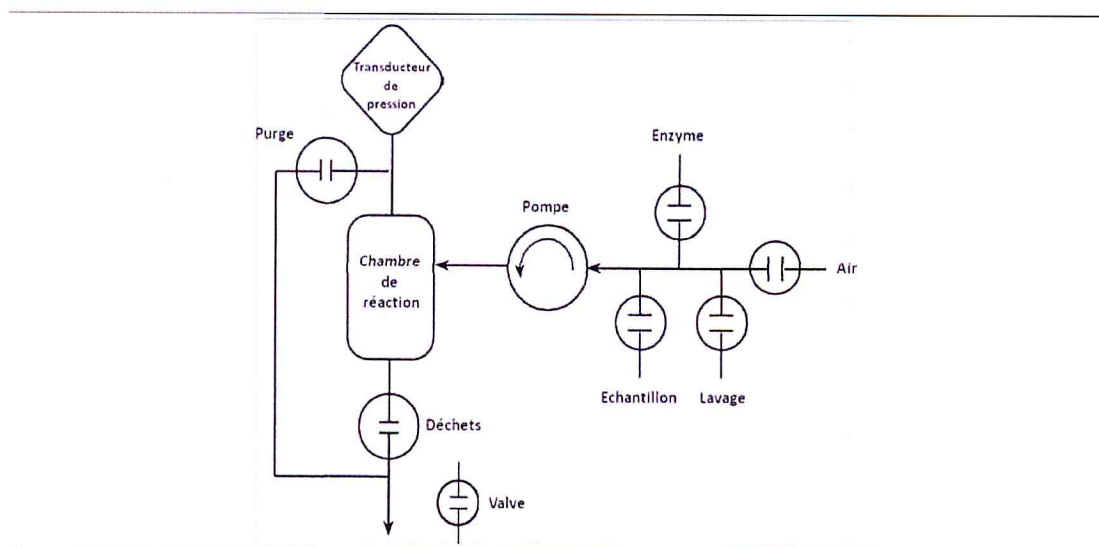 Transducteur
de
pression
Purge
Enzyme
Pompe
Chambre
de
réaction
Air
Echantillon
Lavage
Déchets
Valve